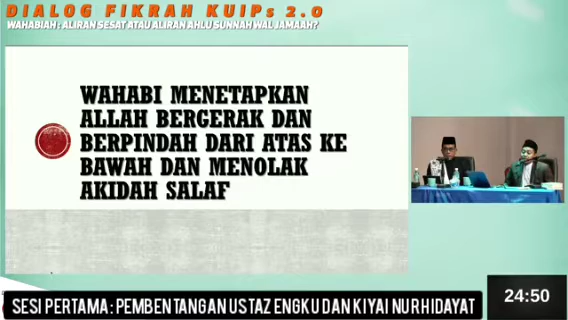 DIALOG FIKRAH KUIPs 2.0
WAHABIAH : ALIRAN SESAT ATAU ALIRAN AHLU SUNNAH WAL JAMAAH?
WAHABI MENETAPKAN
ALLAH BERGERAK DAN
BERPINDAH DARI ATAS KE
BAWAH DAN MENOLAK
AKIDAH SALAF
SESI PERTAMA : PEMBENTANGAN USTAZ ENGKU DAN KIYAI NURHIDAYAT
24:50